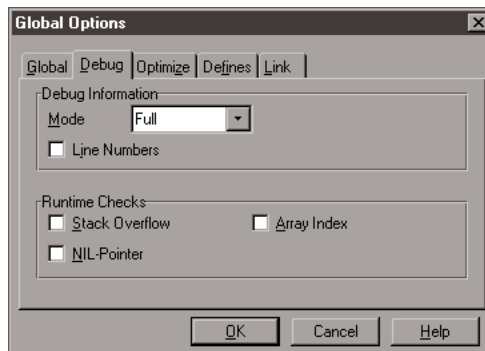 Global Options
Global Debug Optimize Defines Link
Debug Information
Mode Full
Line Numbers
Runtime Checks
Stack Overflow Array Index
NIL-Pointer
OK Cancel Help